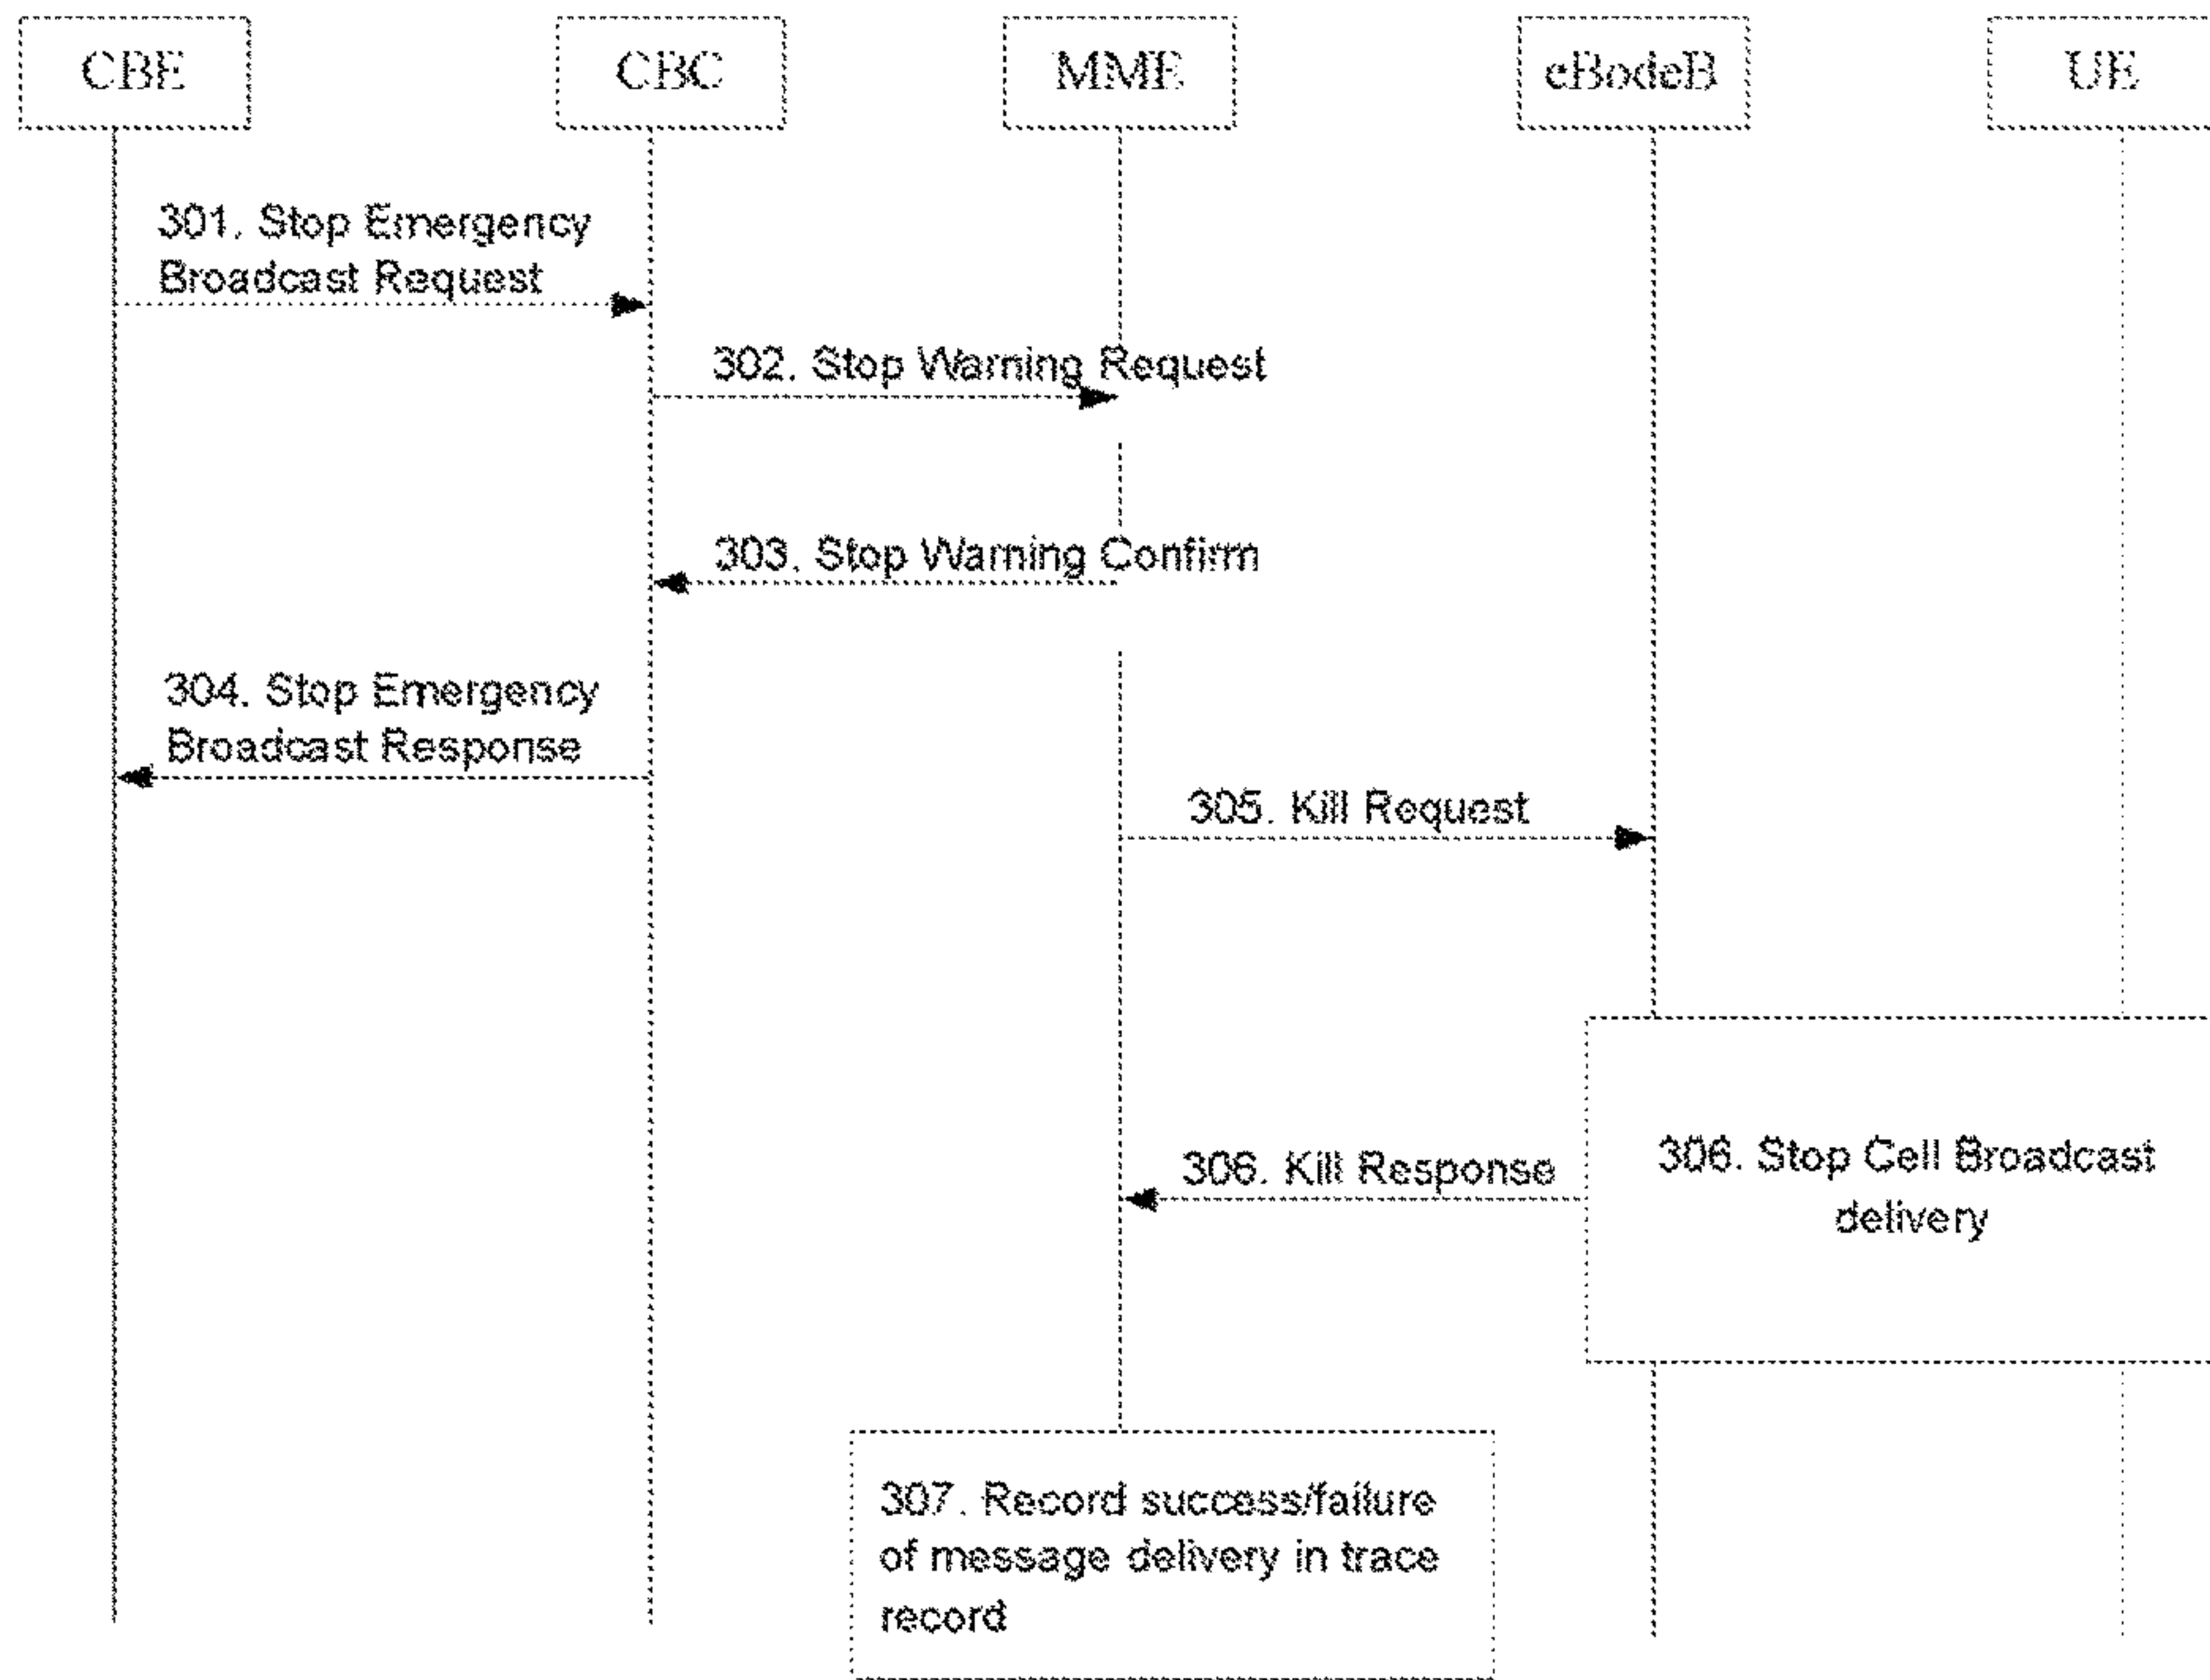 CBE
CBC
MME
eBodeB
UE
301. Stop Emergency
Broadcast Request
302. Stop Warning Request
303. Stop Warning Confirm
304. Stop Emergency
Broadcast Response
305. Kill Request
306. Kill Response
306. Stop Cell Broadcast
delivery
307. Record success/failure
of message delivery in trace
record